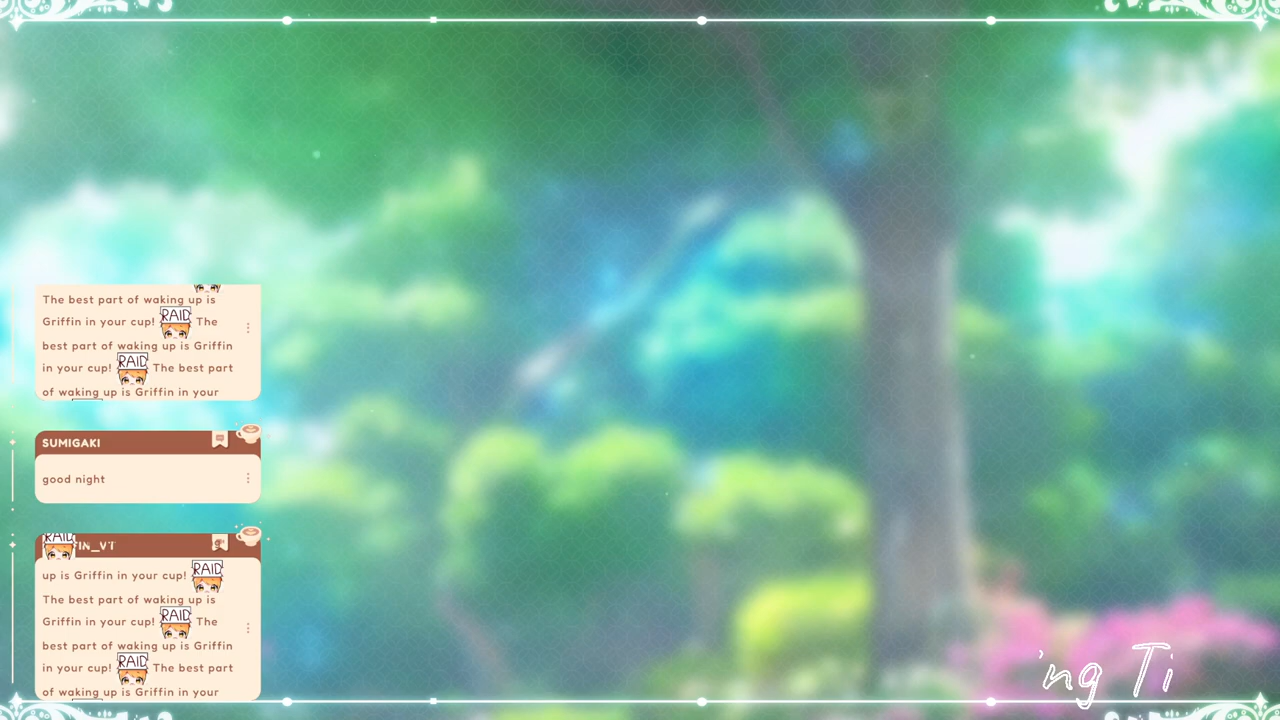 The best part of waking up is
Griffin in your cup! RAID The
best part of waking up is Griffin
in your cup! RAID The best part
of waking up is Griffin in your
SUMIGAKI
good night
RAID IN_VT
up is Griffin in your cup! RAID
The best part of waking up is
Griffin in your cup! RAID The
best part of waking up is Griffin
in your cup! RAID The best part
of waking up is Griffin in your
'ng Ti